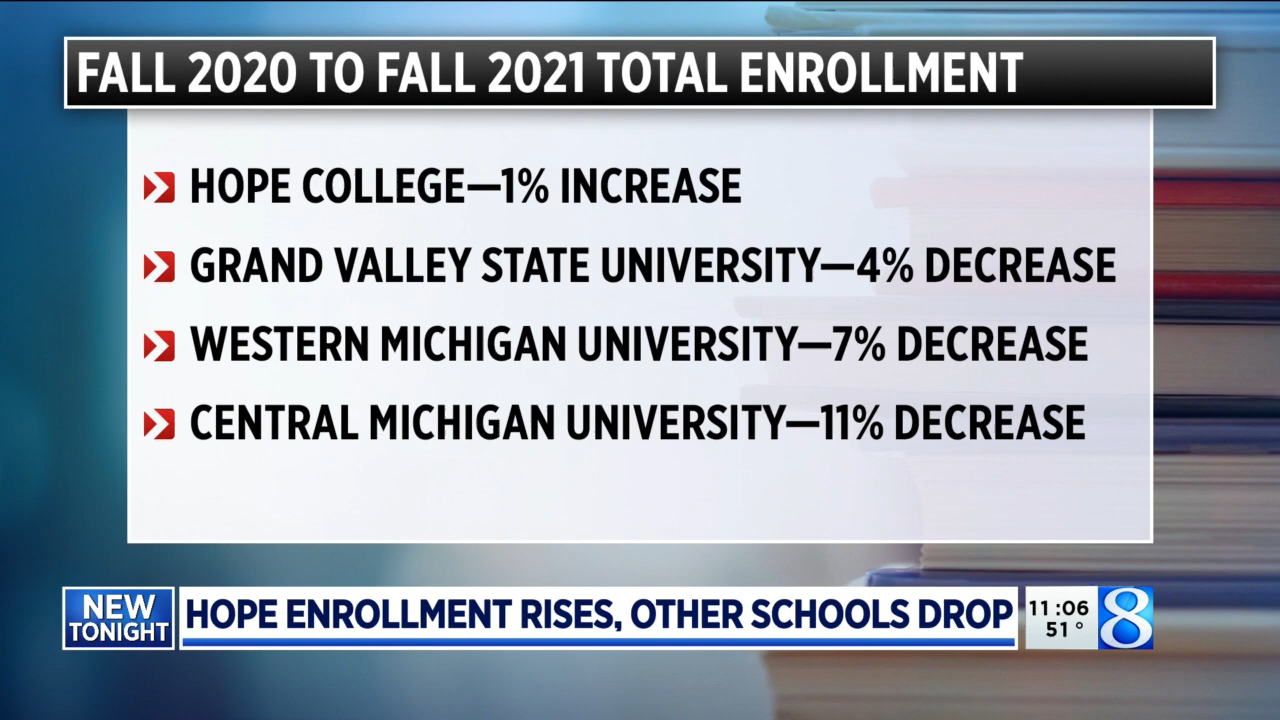 FALL 2020 TO FALL 2021 TOTAL ENROLLMENT
HOPE COLLEGE—1% INCREASE
GRAND VALLEY STATE UNIVERSITY—4% DECREASE
WESTERN MICHIGAN UNIVERSITY—7% DECREASE
CENTRAL MICHIGAN UNIVERSITY—11% DECREASE
NEW
TONIGHT
HOPE ENROLLMENT RISES, OTHER SCHOOLS DROP
11:06
51°
8